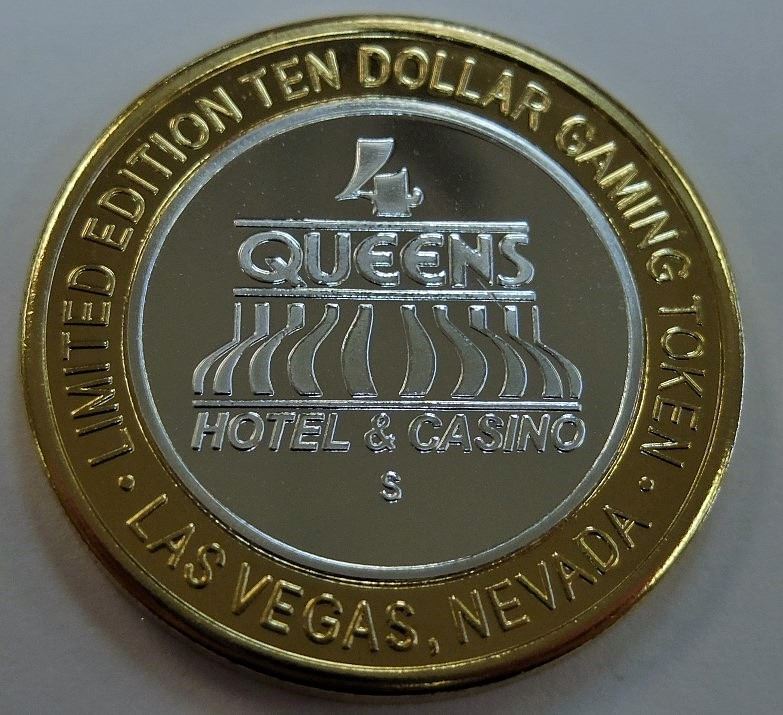 LIMITED EDITION TEN DOLLAR GAMING TOKEN
4
QUEENS
HOTEL & CASINO
S
• LAS VEGAS, NEVADA •